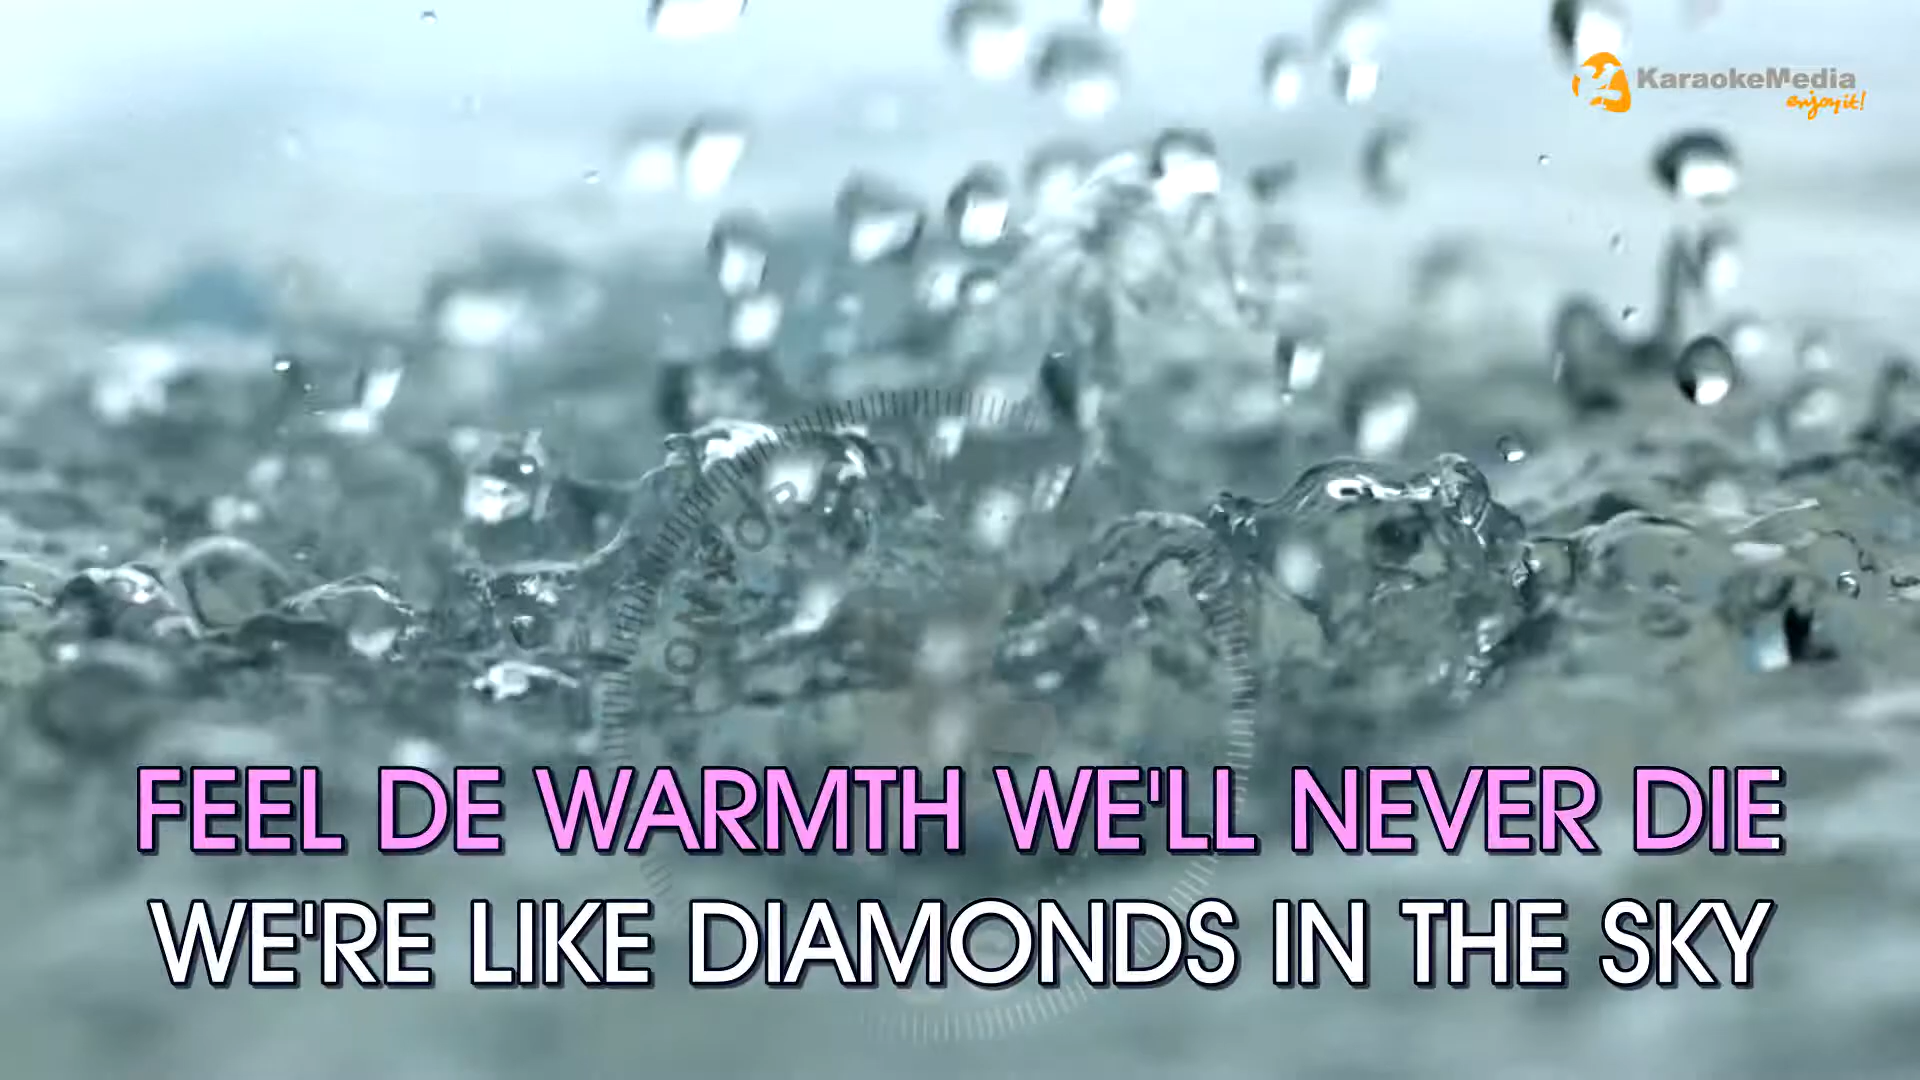 KaraokeMedia
enjoy it!
FEEL DE WARMTH WE'LL NEVER DIE
WE'RE LIKE DIAMONDS IN THE SKY